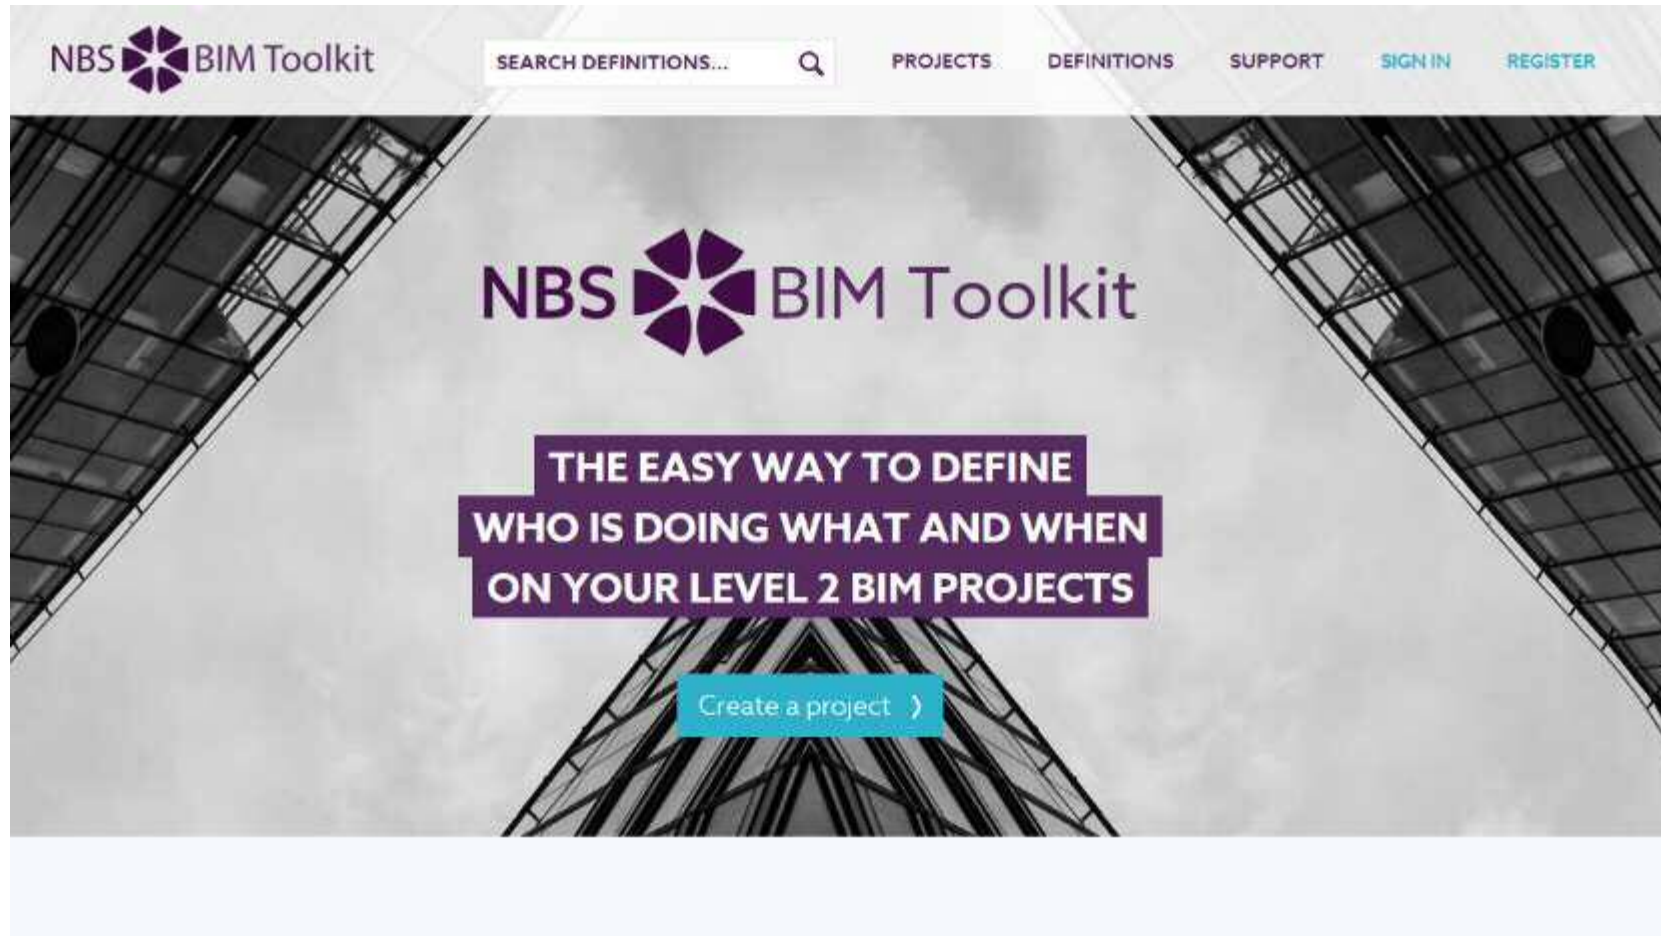 NBS BIM Toolkit
SEARCH DEFINITIONS...
PROJECTS
DEFINITIONS
SUPPORT
SIGN IN
REGISTER
NBS BIM Toolkit
THE EASY WAY TO DEFINE
WHO IS DOING WHAT AND WHEN
ON YOUR LEVEL 2 BIM PROJECTS
Create a project